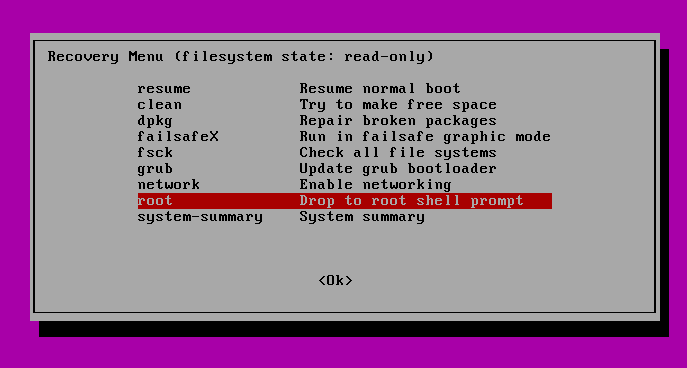 Recovery Menu (filesystem state: read-only)
resume Resume normal boot
clean Try to make free space
dpkg Repair broken packages
failsafeX Run in failsafe graphic mode
fsck Check all file systems
grub Update grub bootloader
network Enable networking
root Drop to root shell prompt
system-summary System summary
<Ok>